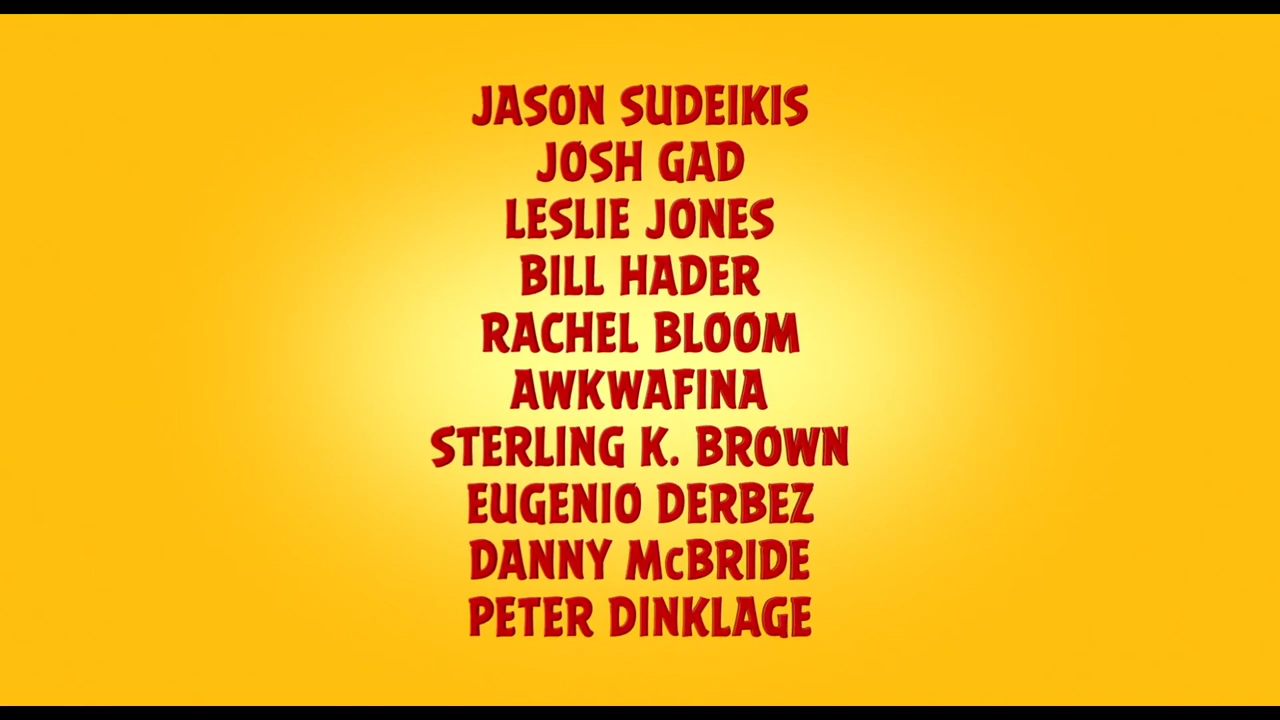 JASON SUDEIKIS
JOSH GAD
LESLIE JONES
BILL HADER
RACHEL BLOOM
AWKWAFINA
STERLING K. BROWN
EUGENIO DERBEZ
DANNY McBRIDE
PETER DINKLAGE